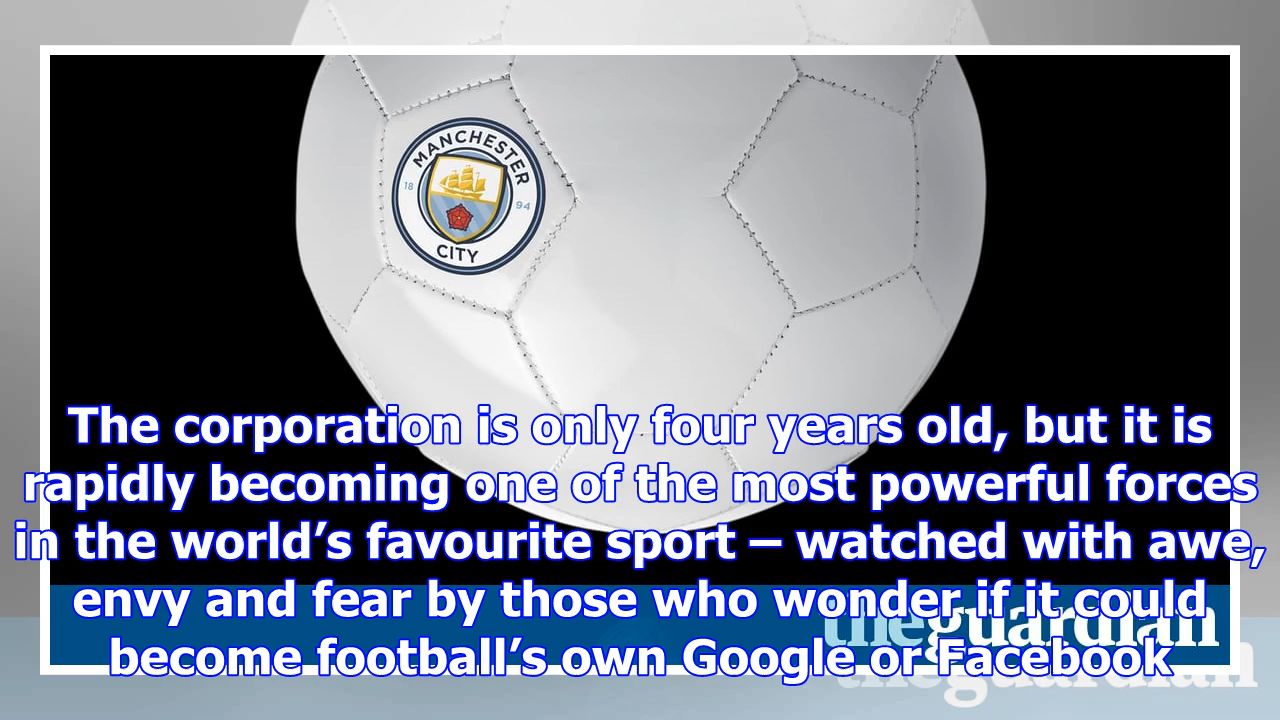 MANCHESTER
18
94
CITY
The corporation is only four years old, but it is
rapidly becoming one of the most powerful forces
in the world’s favourite sport – watched with awe,
envy and fear by those who wonder if it could
become football’s own Google or Facebook
theguardian
theguardian